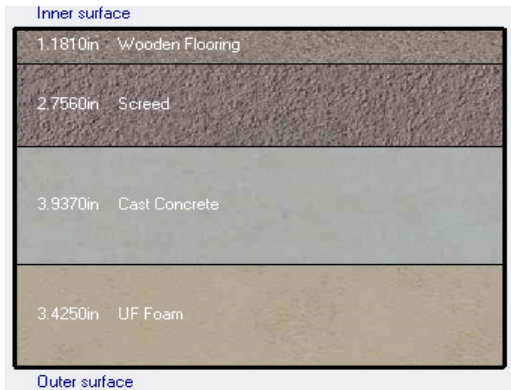 Inner surface
1.1810in Wooden Flooring
2.7560in Screed
3.9370in Cast Concrete
3.4250in UF Foam
Outer surface